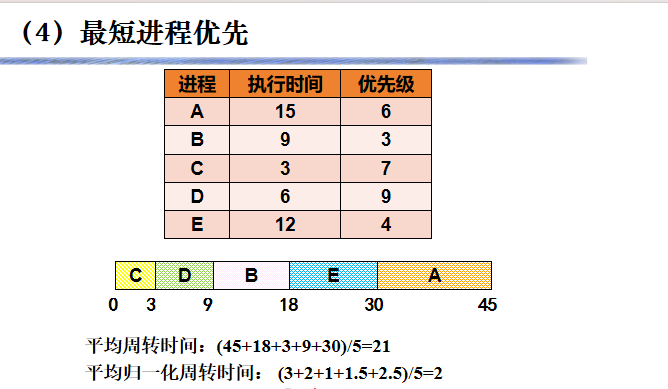 （4）最短进程优先
进程 执行时间 优先级
A 15 6
B 9 3
C 3 7
D 6 9
E 12 4
C D B E A
0 3 9 18 30 45
平均周转时间：(45+18+3+9+30)/5=21
平均归一化周转时间： (3+2+1+1.5+2.5)/5=2